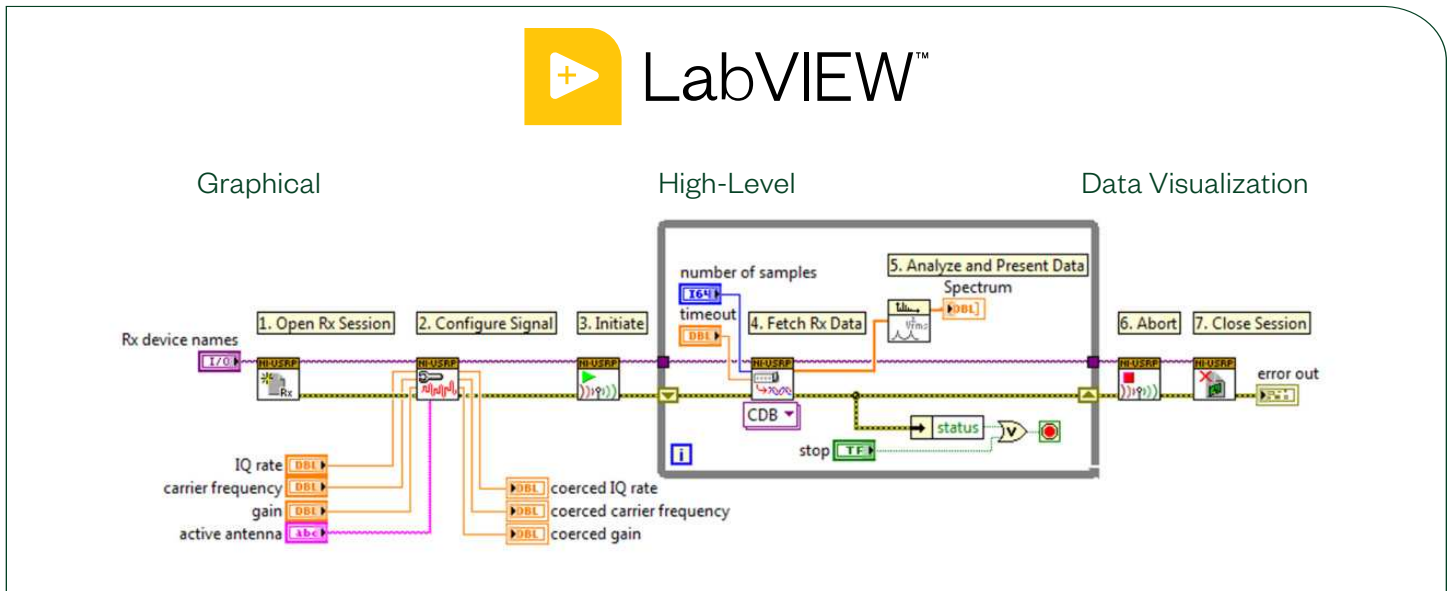 LabVIEW™
Graphical
High-Level
Data Visualization
number of samples
I64
timeout
DBL
5. Analyze and Present Data
Spectrum
DBL]
1. Open Rx Session
2. Configure Signal
3. Initiate
4. Fetch Rx Data
6. Abort
7. Close Session
Rx device names
I/O
NI-USRP
Rx
NI-USRP
NI-USRP
NI-USRP
NI-USRP
NI-USRP
error out
CDB
status
stop
TF
i
IQ rate
DBL
carrier frequency
DBL
gain
DBL
active antenna
abc
DBL
coerced IQ rate
DBL
coerced carrier frequency
DBL
coerced gain